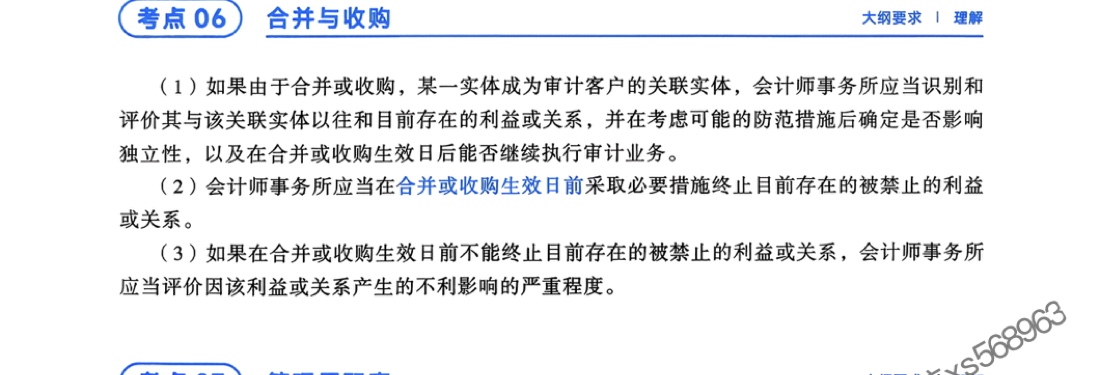 考点 06 合并与收购 大纲要求 | 理解
（1）如果由于合并或收购，某一实体成为审计客户的关联实体，会计师事务所应当识别和
评价其与该关联实体以往和目前存在的利益或关系，并在考虑可能的防范措施后确定是否影响
独立性，以及在合并或收购生效日后能否继续执行审计业务。
（2）会计师事务所应当在合并或收购生效日前采取必要措施终止目前存在的被禁止的利益
或关系。
（3）如果在合并或收购生效日前不能终止目前存在的被禁止的利益或关系，会计师事务所
应当评价因该利益或关系产生的不利影响的严重程度。
xs568963